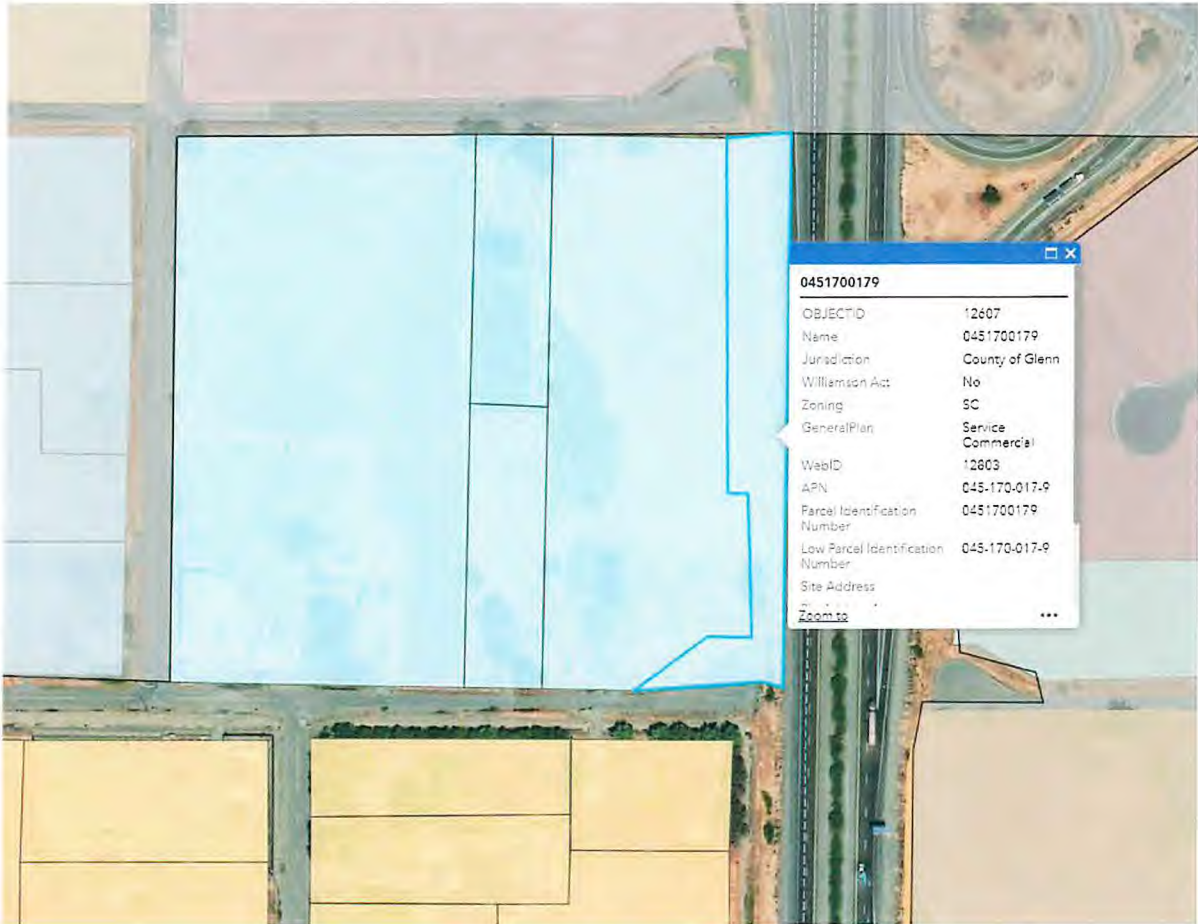 0451700179
OBJECTID 12607
Name 0451700179
Jurisdiction County of Glenn
Williamson Act No
Zoning SC
GeneralPlan Service
Commercial
WebID 12803
APN 045-170-017-9
Parcel Identification 0451700179
Number
Low Parcel Identification 045-170-017-9
Number
Site Address
Zoom to